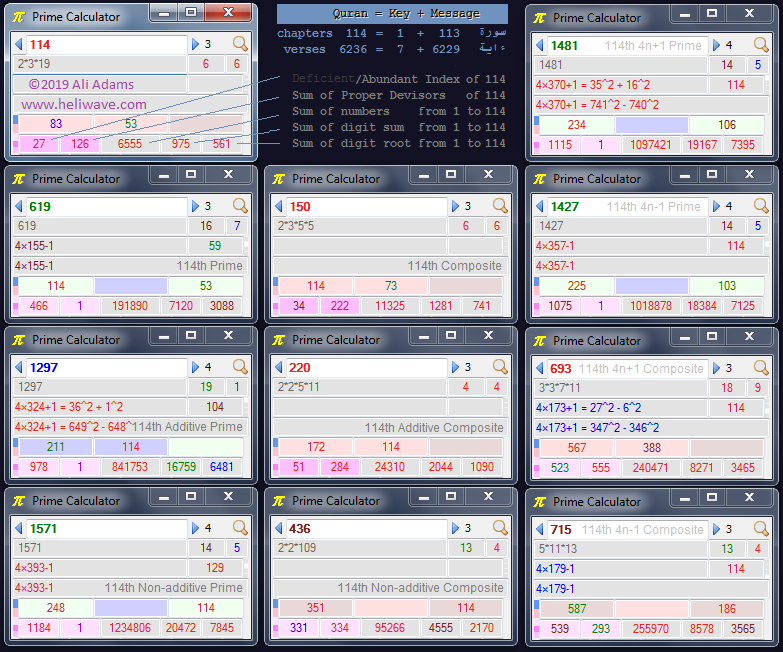 Prime Calculator
114 3
2*3*19 6 6
©2019 Ali Adams
www.heliwave.com
83 53
27 126 6555 975 561
Quran = Key + Message
chapters 114 = 1 + 113 سورة
verses 6236 = 7 + 6229 ءاية
Deficient/Abundant Index of 114
Sum of Proper Devisors of 114
Sum of numbers from 1 to 114
Sum of digit sum from 1 to 114
Sum of digit root from 1 to 114
Prime Calculator
1481 114th 4n+1 Prime 4
1481 14 5
4×370+1 = 35^2 + 16^2 114
4×370+1 = 741^2 - 740^2
234 106
1115 1 1097421 19167 7395
Prime Calculator
619 3
619 16 7
4×155-1 59
4×155-1 114th Prime
114 53
466 1 191890 7120 3088
Prime Calculator
150 3
2*3*5*5 6 6
114th Composite
114 73
34 222 11325 1281 741
Prime Calculator
1427 114th 4n-1 Prime 4
1427 14 5
4×357-1 114
4×357-1
225 103
1075 1 1018878 18384 7125
Prime Calculator
1297 4
1297 19 1
4×324+1 = 36^2 + 1^2 104
4×324+1 = 649^2 - 648^ 114th Additive Prime
211 114
978 1 841753 16759 6481
Prime Calculator
220 3
2*2*5*11 4 4
114th Additive Composite
172 114
51 284 24310 2044 1090
Prime Calculator
693 114th 4n+1 Composite 3
3*3*7*11 18 9
4×173+1 = 27^2 - 6^2 114
4×173+1 = 347^2 - 346^2
567 388
523 555 240471 8271 3465
Prime Calculator
1571 4
1571 14 5
4×393-1 129
4×393-1 114th Non-additive Prime
248 114
1184 1 1234806 20472 7845
Prime Calculator
436 3
2*2*109 13 4
114th Non-additive Composite
351 114
331 334 95266 4555 2170
Prime Calculator
715 114th 4n-1 Composite 3
5*11*13 13 4
4×179-1 114
4×179-1
587 186
539 293 255970 8578 3565